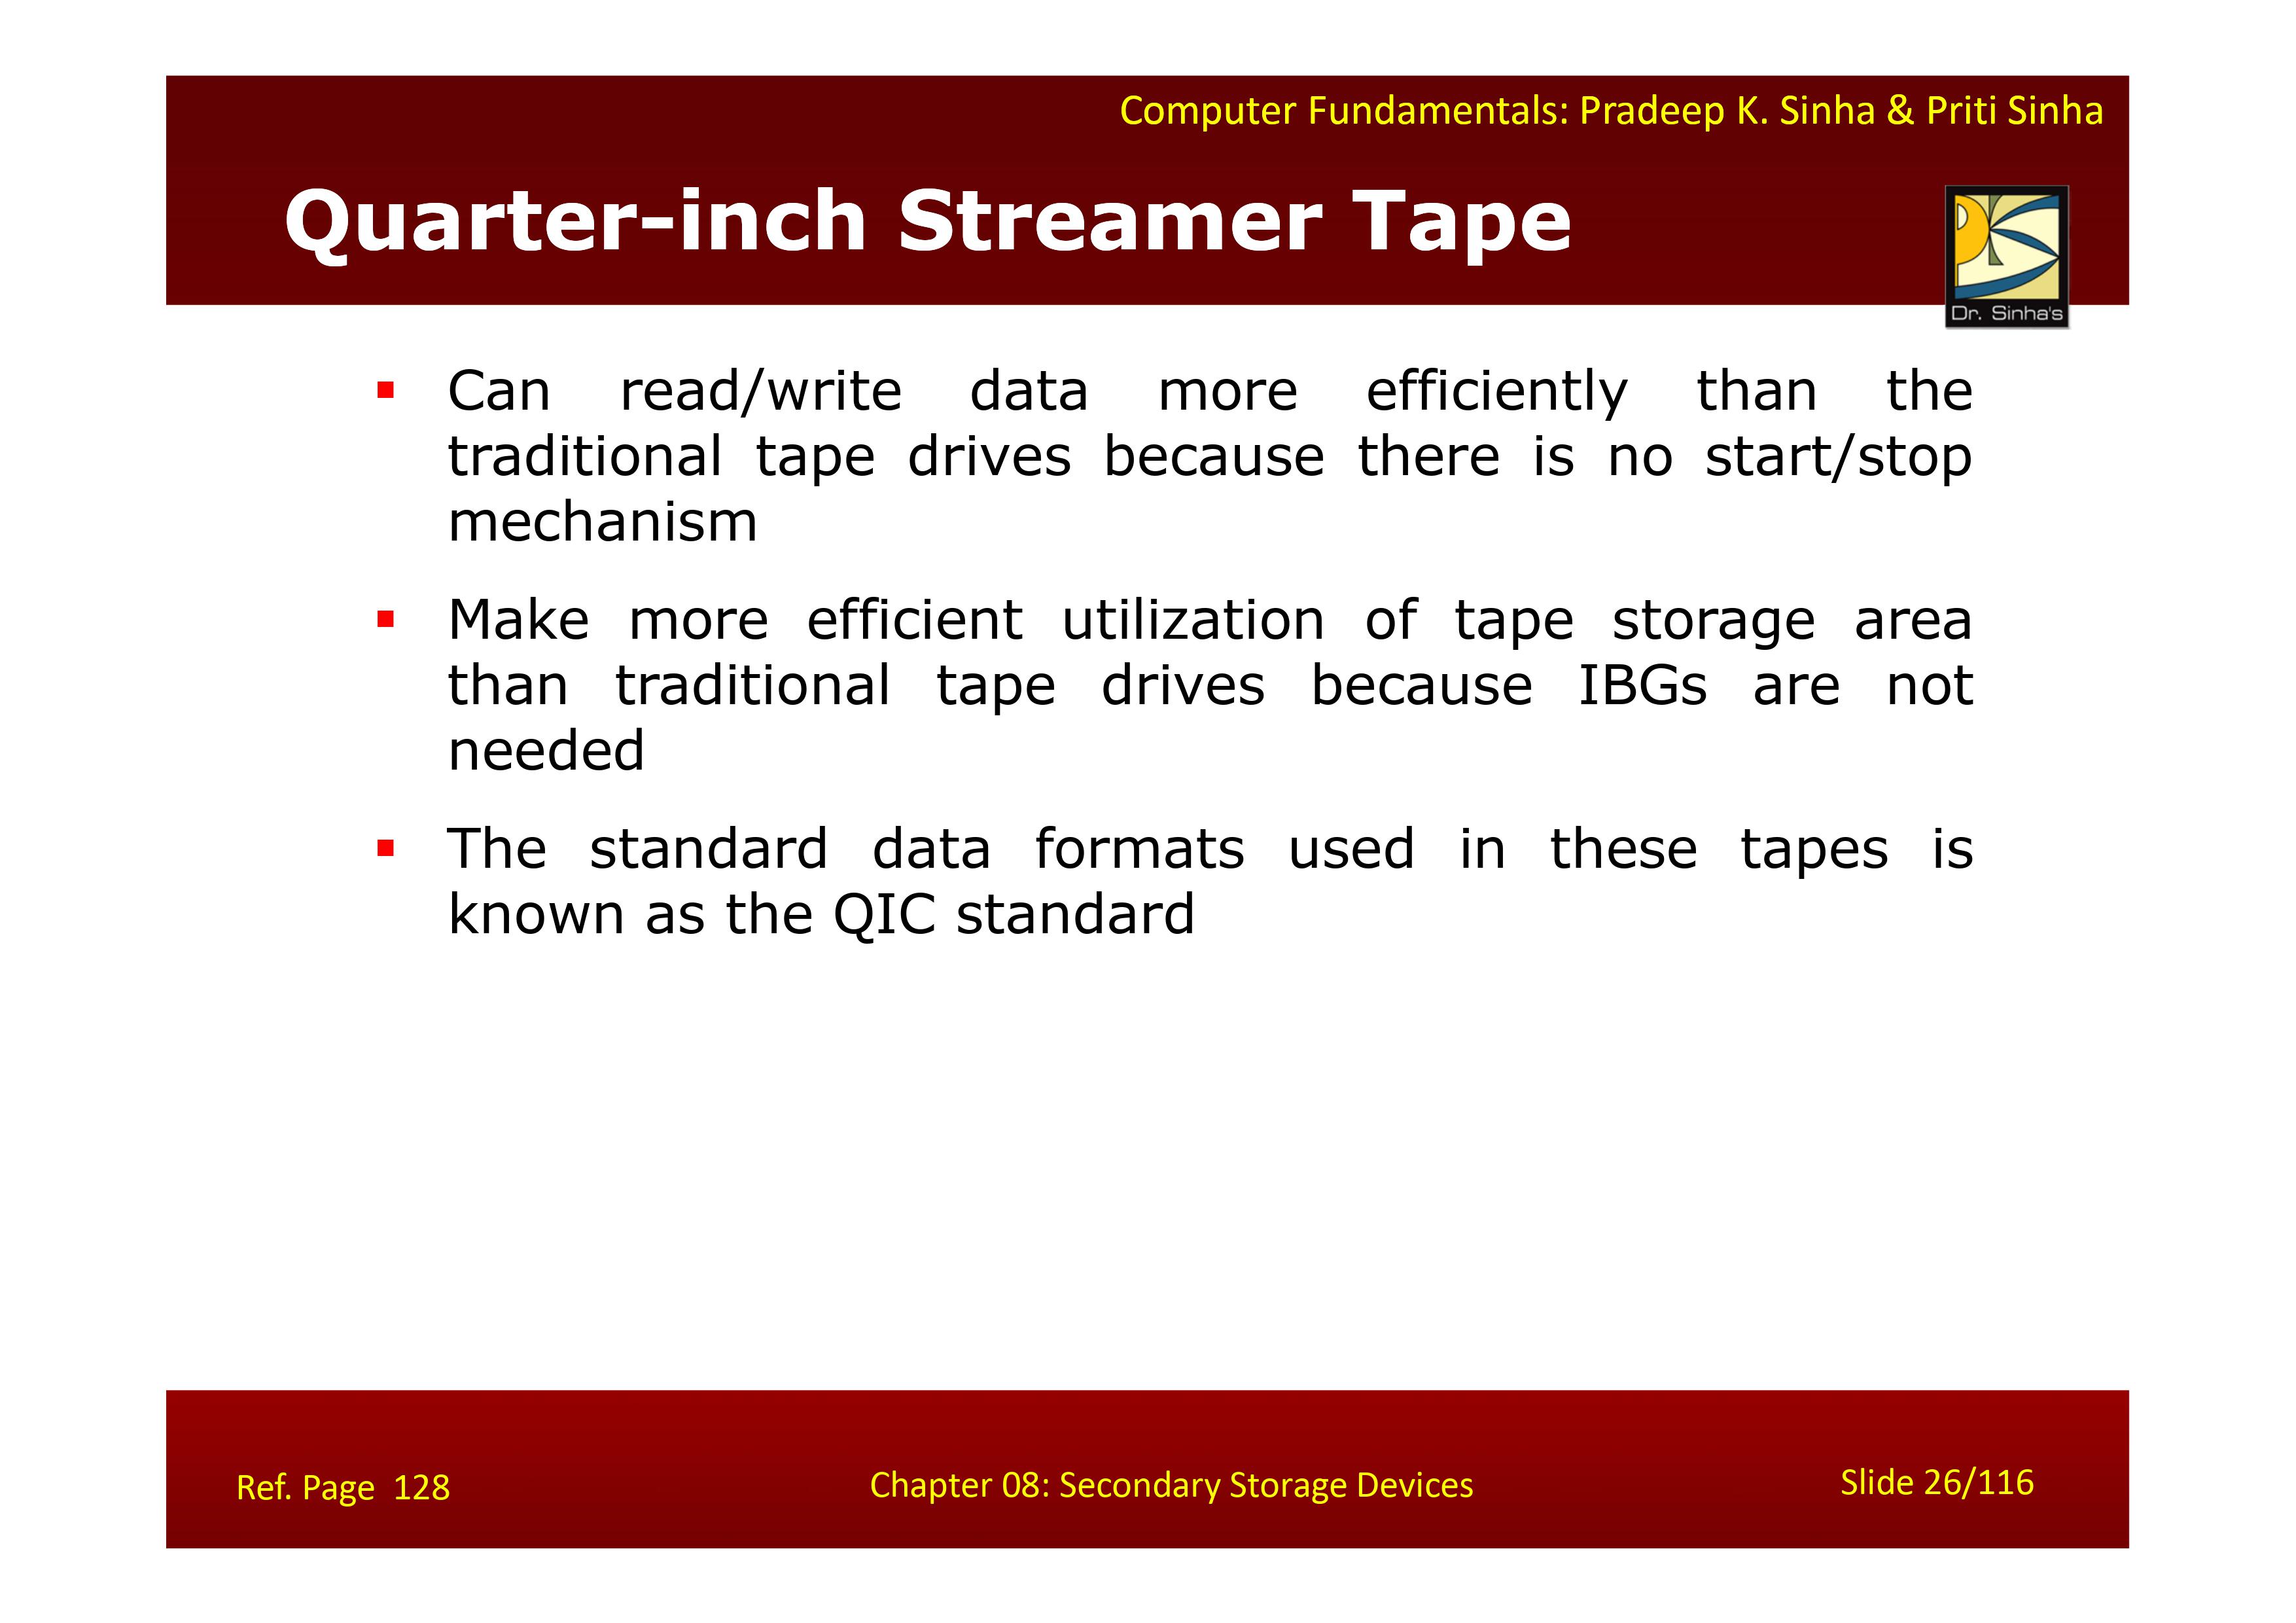 Computer Fundamentals: Pradeep K. Sinha & Priti Sinha
Quarter-inch Streamer Tape
Dr. Sinha's
▪ Can read/write data more efficiently than the
traditional tape drives because there is no start/stop
mechanism
▪ Make more efficient utilization of tape storage area
than traditional tape drives because IBGs are not
needed
▪ The standard data formats used in these tapes is
known as the QIC standard
Ref. Page 128
Chapter 08: Secondary Storage Devices
Slide 26/116